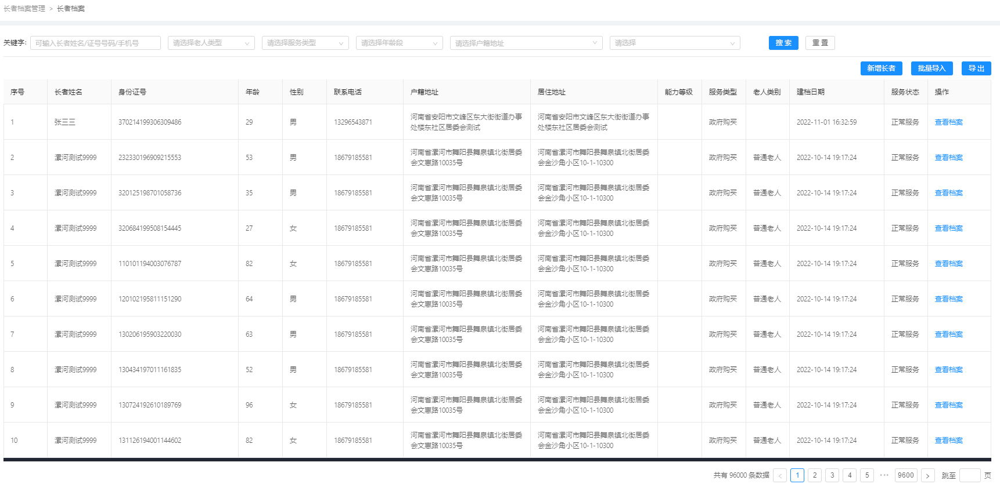 长者档案管理 > 长者档案
关键字: 可输入长者姓名/证号号码/手机号 请选择老人类型 请选择服务类型 请选择年龄段 请选择户籍地址 请选择 搜 索 重 置
新增长者 批量导入 导 出
序号 长者姓名 身份证号 年龄 性别 联系电话 户籍地址 居住地址 能力等级 服务类型 老人类别 建档日期 服务状态 操作
1 张三三 370214199306309486 29 男 13296543871 河南省安阳市文峰区东大街街道办事 河南省安阳市文峰区东大街街道办事 政府购买 2022-11-01 16:32:59 正常服务 查看档案
处楼东社区居委会测试 处楼东社区居委会测试
2 漯河测试9999 232330196909215553 53 男 18679185581 河南省漯河市舞阳县舞泉镇北街居委 河南省漯河市舞阳县舞泉镇北街居委 政府购买 普通老人 2022-10-14 19:17:24 正常服务 查看档案
会文惠路10035号 会金沙角小区10-1-10300
3 漯河测试9999 320125198701058736 35 男 18679185581 河南省漯河市舞阳县舞泉镇北街居委 河南省漯河市舞阳县舞泉镇北街居委 政府购买 普通老人 2022-10-14 19:17:24 正常服务 查看档案
会文惠路10035号 会金沙角小区10-1-10300
4 漯河测试9999 320684199508154445 27 女 18679185581 河南省漯河市舞阳县舞泉镇北街居委 河南省漯河市舞阳县舞泉镇北街居委 政府购买 普通老人 2022-10-14 19:17:24 正常服务 查看档案
会文惠路10035号 会金沙角小区10-1-10300
5 漯河测试9999 110101194003076787 82 女 18679185581 河南省漯河市舞阳县舞泉镇北街居委 河南省漯河市舞阳县舞泉镇北街居委 政府购买 普通老人 2022-10-14 19:17:24 正常服务 查看档案
会文惠路10035号 会金沙角小区10-1-10300
6 漯河测试9999 120102195811151290 64 男 18679185581 河南省漯河市舞阳县舞泉镇北街居委 河南省漯河市舞阳县舞泉镇北街居委 政府购买 普通老人 2022-10-14 19:17:24 正常服务 查看档案
会文惠路10035号 会金沙角小区10-1-10300
7 漯河测试9999 130206195903220030 63 男 18679185581 河南省漯河市舞阳县舞泉镇北街居委 河南省漯河市舞阳县舞泉镇北街居委 政府购买 普通老人 2022-10-14 19:17:24 正常服务 查看档案
会文惠路10035号 会金沙角小区10-1-10300
8 漯河测试9999 130434197011161835 52 男 18679185581 河南省漯河市舞阳县舞泉镇北街居委 河南省漯河市舞阳县舞泉镇北街居委 政府购买 普通老人 2022-10-14 19:17:24 正常服务 查看档案
会文惠路10035号 会金沙角小区10-1-10300
9 漯河测试9999 130724192610189769 96 女 18679185581 河南省漯河市舞阳县舞泉镇北街居委 河南省漯河市舞阳县舞泉镇北街居委 政府购买 普通老人 2022-10-14 19:17:24 正常服务 查看档案
会文惠路10035号 会金沙角小区10-1-10300
10 漯河测试9999 131126194001144602 82 女 18679185581 河南省漯河市舞阳县舞泉镇北街居委 河南省漯河市舞阳县舞泉镇北街居委 政府购买 普通老人 2022-10-14 19:17:24 正常服务 查看档案
会文惠路10035号 会金沙角小区10-1-10300
共有 96000 条数据 < 1 2 3 4 5 ••• 9600 > 跳至 页